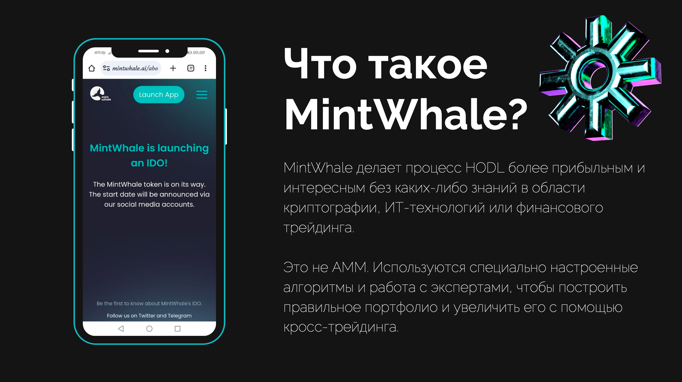 mintwhale.ai/#bo
Launch App
MintWhale is launching
an IDO!
The MintWhale token is on its way.
The start date will be announced via
our social media accounts.
Be the first to know about MintWhale's IDO.
Follow us on Twitter and Telegram
Что такое
MintWhale?
MintWhale делает процесс HODL более прибыльным и
интересным без каких-либо знаний в области
криптографии, ИТ-технологий или финансового
трейдинга.
Это не АММ. Используются специально настроенные
алгоритмы и работа с экспертами, чтобы построить
правильное портфолио и увеличить его с помощью
кросс-трейдинга.